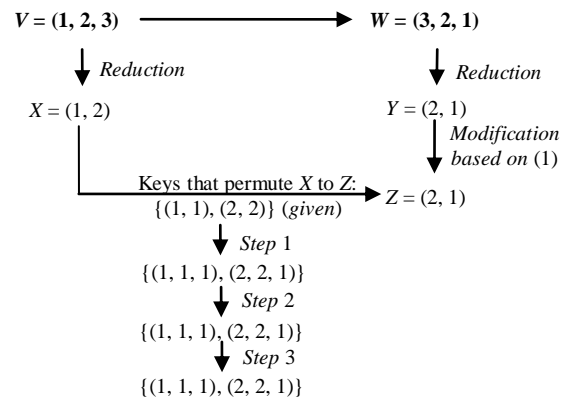 V = (1, 2, 3) W = (3, 2, 1)
Reduction Reduction
X = (1, 2) Y = (2, 1)
Modification
based on (1)
Keys that permute X to Z:
{(1, 1), (2, 2)} (given) Z = (2, 1)
Step 1
{(1, 1, 1), (2, 2, 1)}
Step 2
{(1, 1, 1), (2, 2, 1)}
Step 3
{(1, 1, 1), (2, 2, 1)}